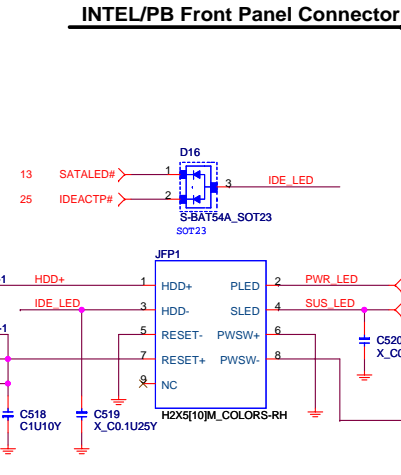 INTEL/PB Front Panel Connector
D16
13 SATALED# 1
3 IDE_LED
25 IDEACTP# 2
S-BAT54A_SOT23
SOT23
JFP1
HDD+ 1 HDD+ PLED 2 PWR_LED
IDE_LED 3 HDD- SLED 4 SUS_LED
5 RESET- PWSW+ 6
7 RESET+ PWSW- 8
9 NC
C520
H2X5[10]M_COLORS-RH
C518
C1U10Y
C519
X_C0.1U25Y